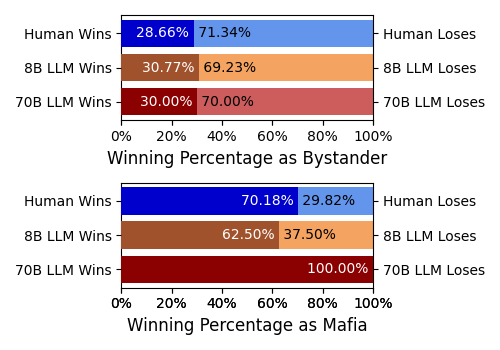 Human Wins 28.66% 71.34% Human Loses
8B LLM Wins 30.77% 69.23% 8B LLM Loses
70B LLM Wins 30.00% 70.00% 70B LLM Loses
0% 20% 40% 60% 80% 100%
Winning Percentage as Bystander
Human Wins 70.18% 29.82% Human Loses
8B LLM Wins 62.50% 37.50% 8B LLM Loses
70B LLM Wins 100.00% 70B LLM Loses
0% 20% 40% 60% 80% 100%
Winning Percentage as Mafia